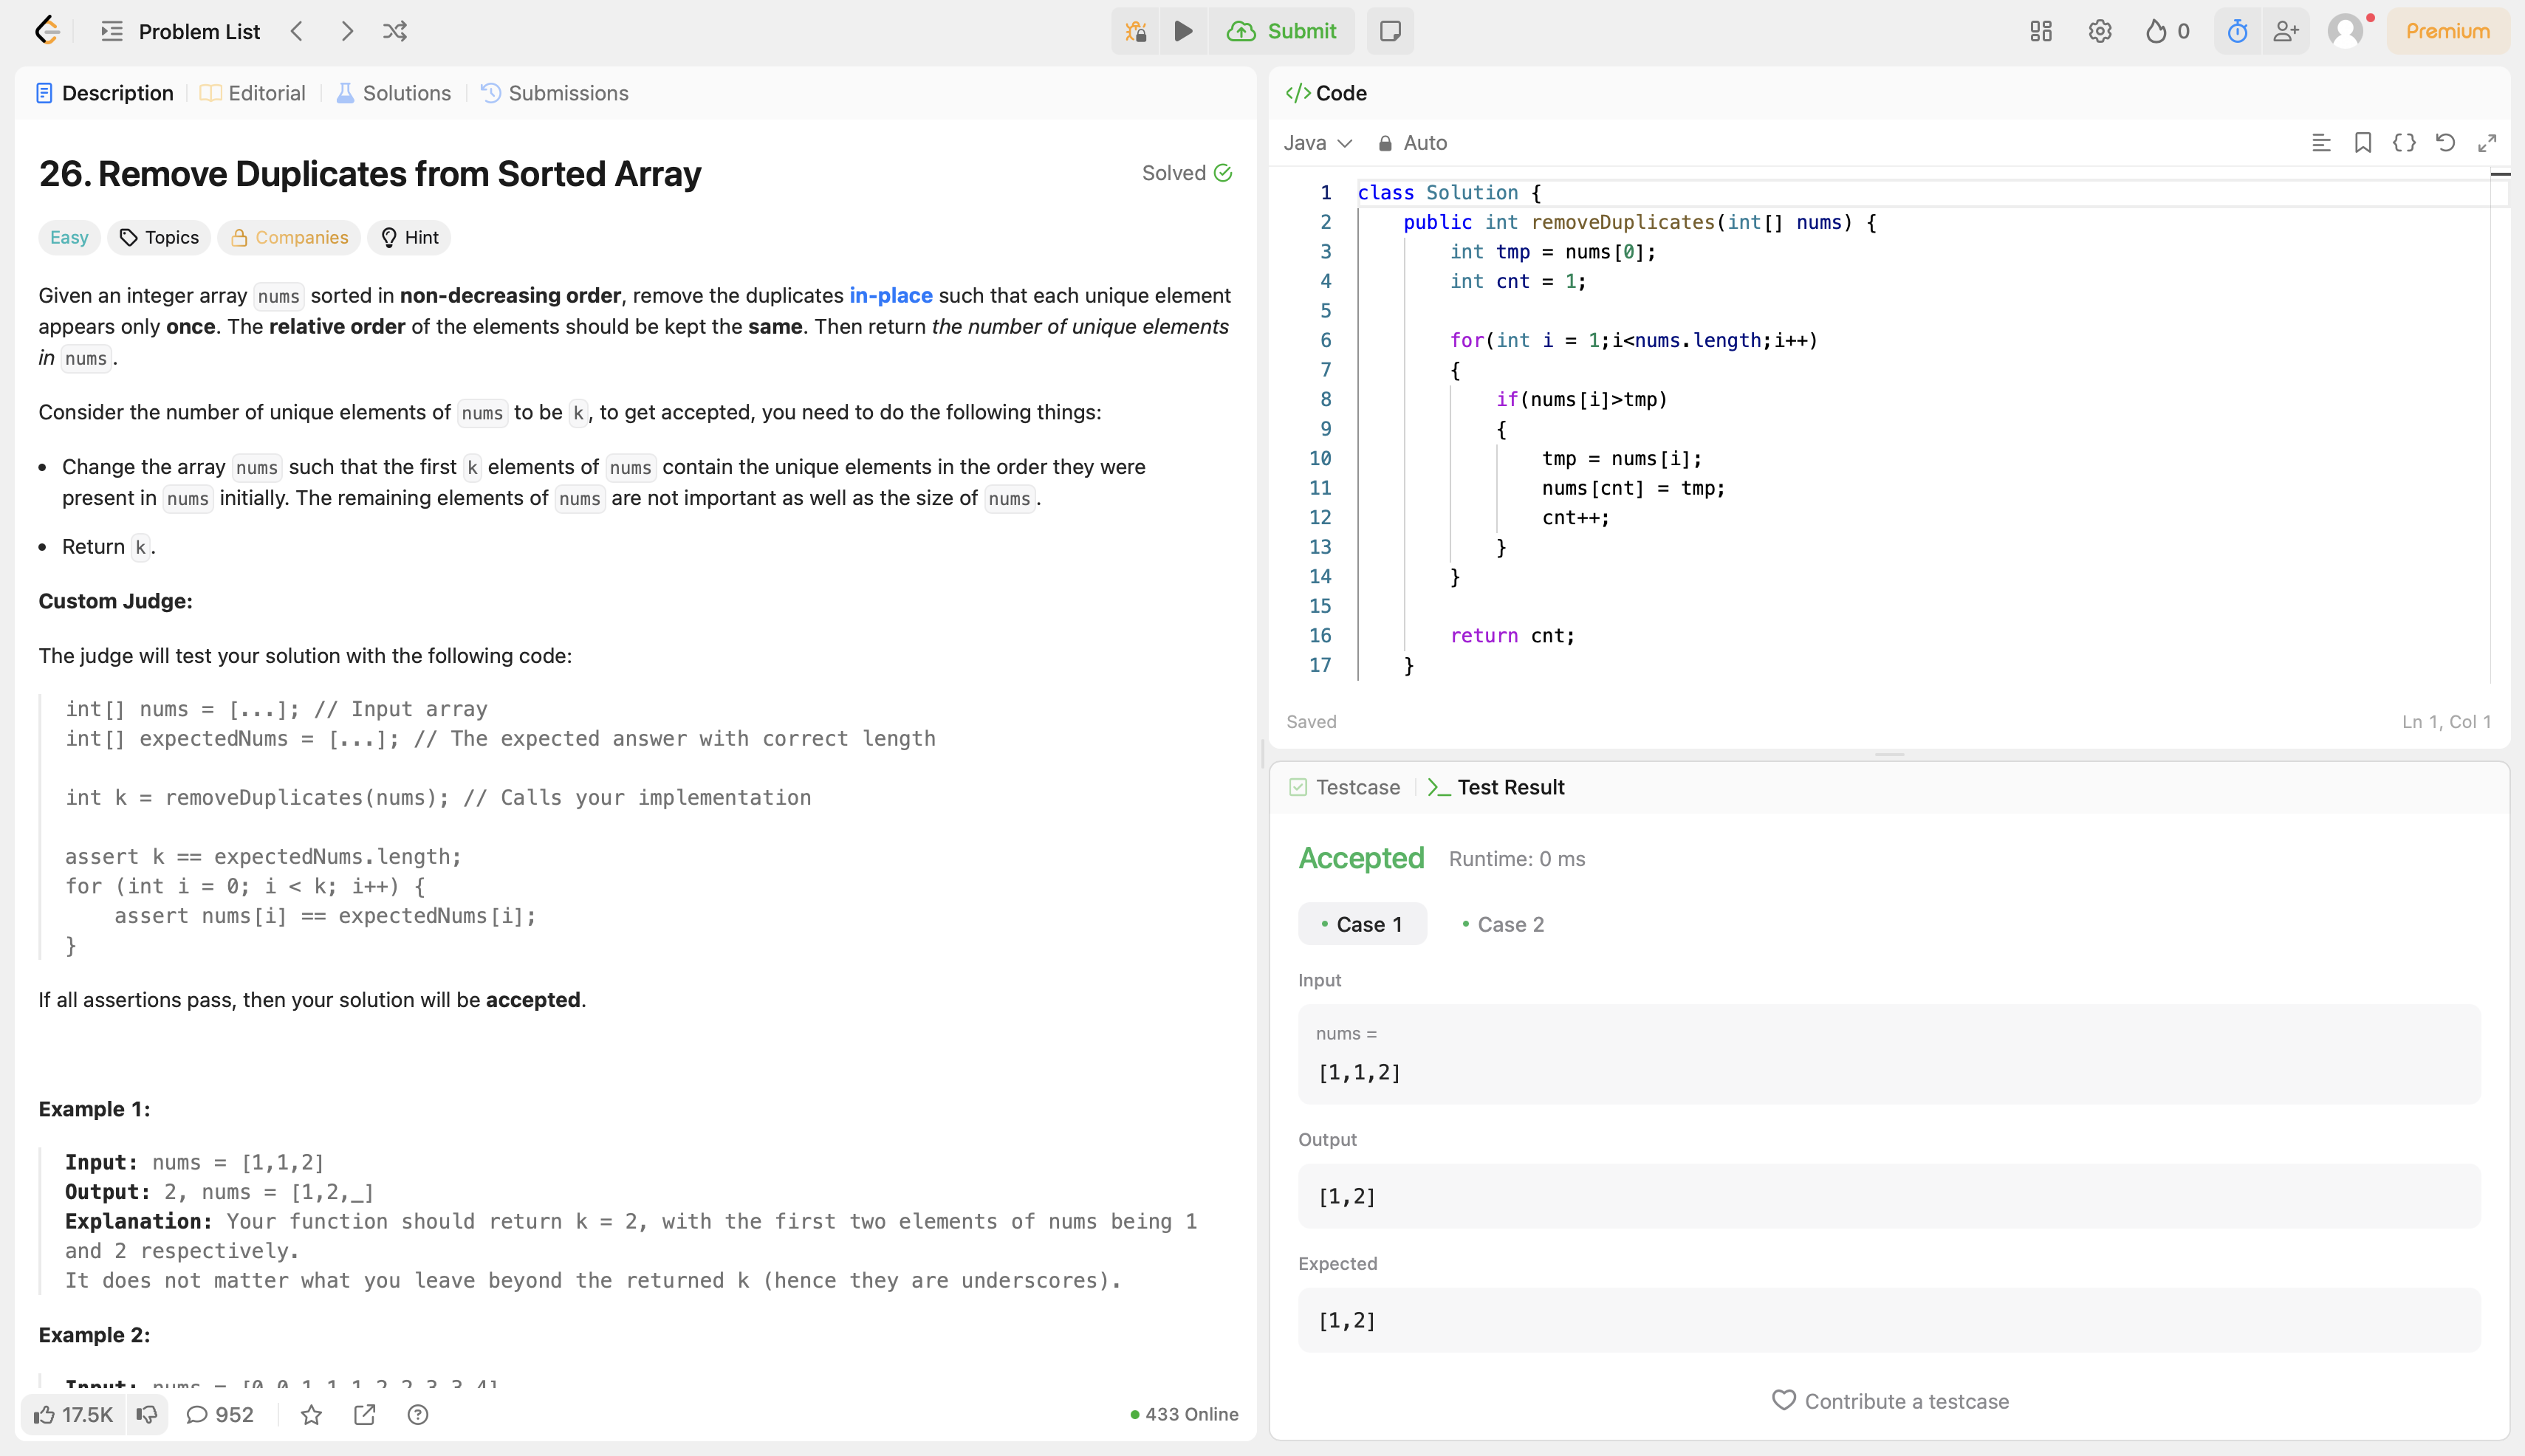 Problem List
Submit
0
Premium
Description
Editorial
Solutions
Submissions
26. Remove Duplicates from Sorted Array
Solved
Easy
Topics
Companies
Hint
Given an integer array nums sorted in non-decreasing order, remove the duplicates in-place such that each unique element
appears only once. The relative order of the elements should be kept the same. Then return the number of unique elements
in nums.
Consider the number of unique elements of nums to be k, to get accepted, you need to do the following things:
• Change the array nums such that the first k elements of nums contain the unique elements in the order they were
present in nums initially. The remaining elements of nums are not important as well as the size of nums.
• Return k.
Custom Judge:
The judge will test your solution with the following code:
int[] nums = [...]; // Input array
int[] expectedNums = [...]; // The expected answer with correct length
int k = removeDuplicates(nums); // Calls your implementation
assert k == expectedNums.length;
for (int i = 0; i < k; i++) {
    assert nums[i] == expectedNums[i];
}
If all assertions pass, then your solution will be accepted.
Example 1:
Input: nums = [1,1,2]
Output: 2, nums = [1,2,_]
Explanation: Your function should return k = 2, with the first two elements of nums being 1
and 2 respectively.
It does not matter what you leave beyond the returned k (hence they are underscores).
Example 2:
Input: nums = [0,0,1,1,1,2,2,3,3,4]
17.5K
952
433 Online
</> Code
Java
Auto
1 class Solution {
2     public int removeDuplicates(int[] nums) {
3         int tmp = nums[0];
4         int cnt = 1;
5
6         for(int i = 1;i<nums.length;i++)
7         {
8             if(nums[i]>tmp)
9             {
10                 tmp = nums[i];
11                 nums[cnt] = tmp;
12                 cnt++;
13             }
14         }
15
16         return cnt;
17     }
Saved
Ln 1, Col 1
Testcase
Test Result
Accepted
Runtime: 0 ms
• Case 1
• Case 2
Input
nums =
[1,1,2]
Output
[1,2]
Expected
[1,2]
Contribute a testcase